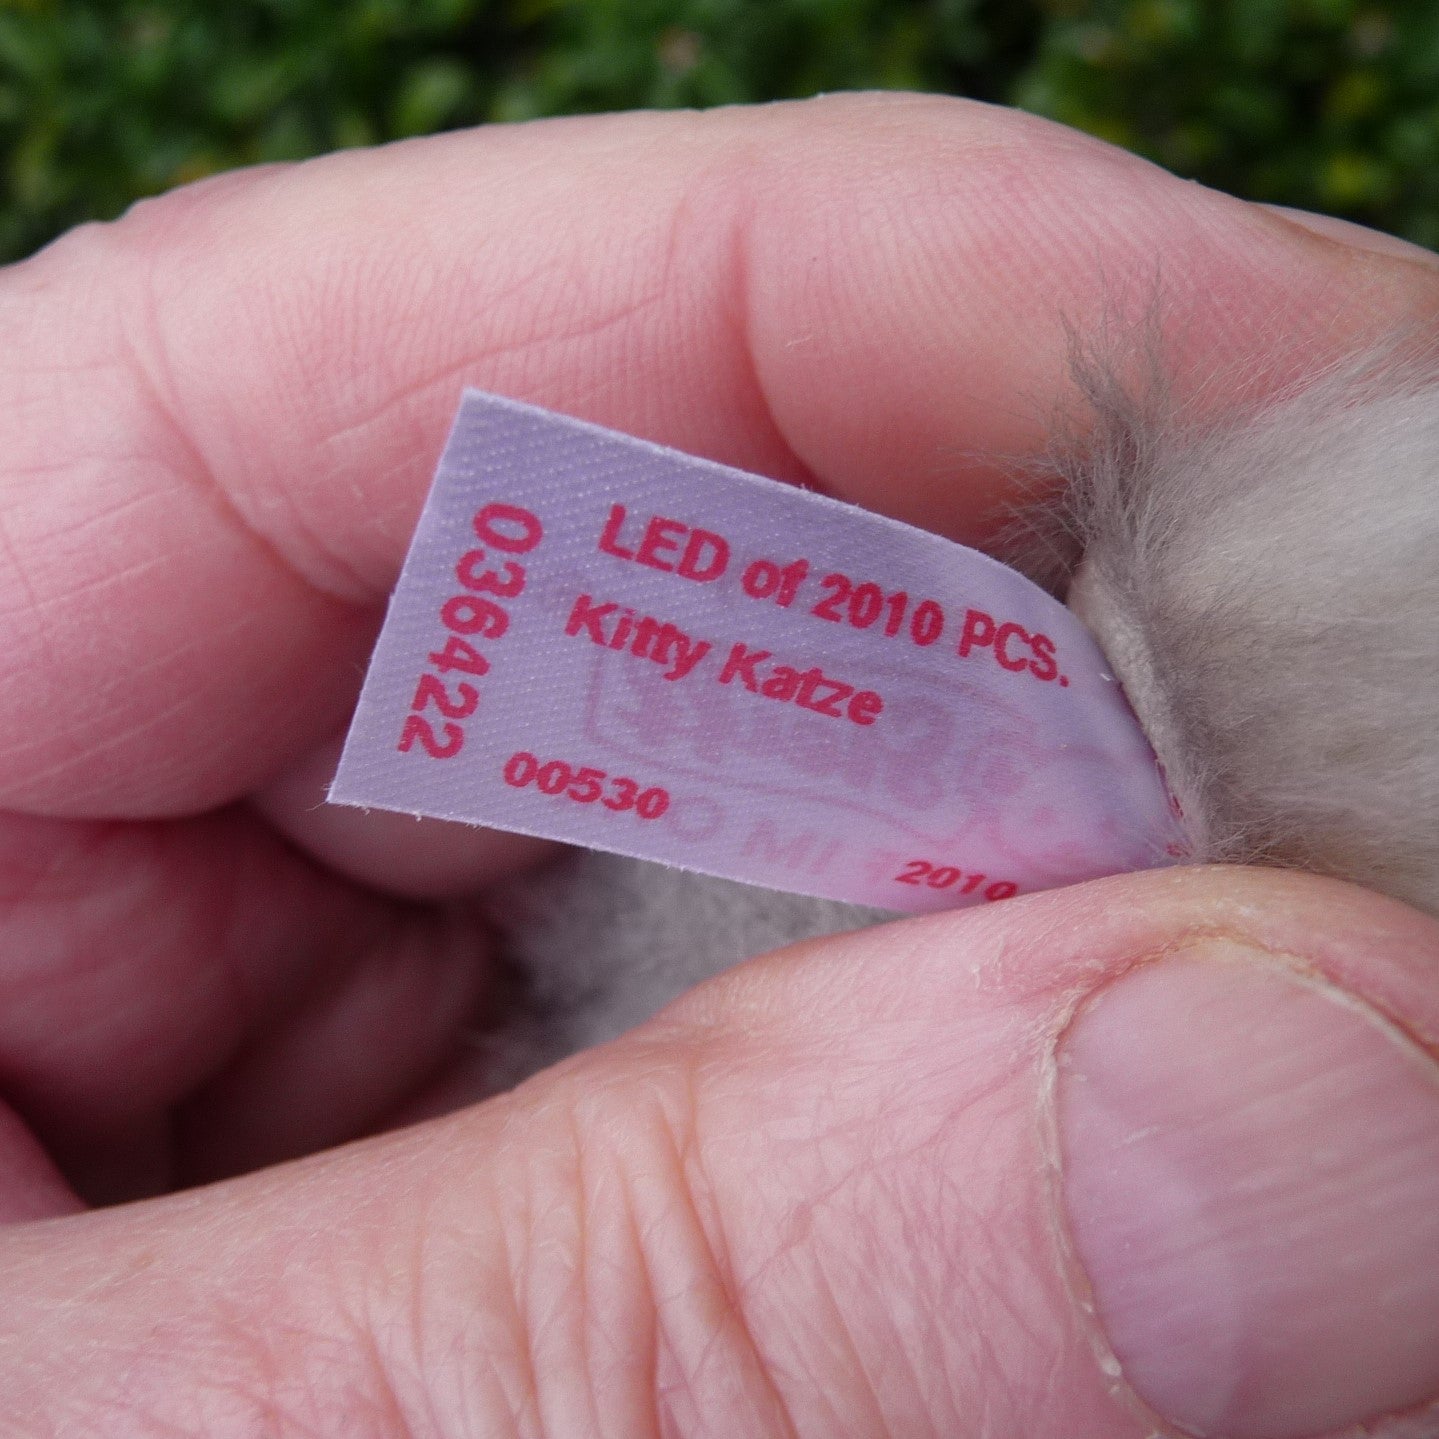 LED of 2010 PCS.
Kitty Katze
00530
2010
036422